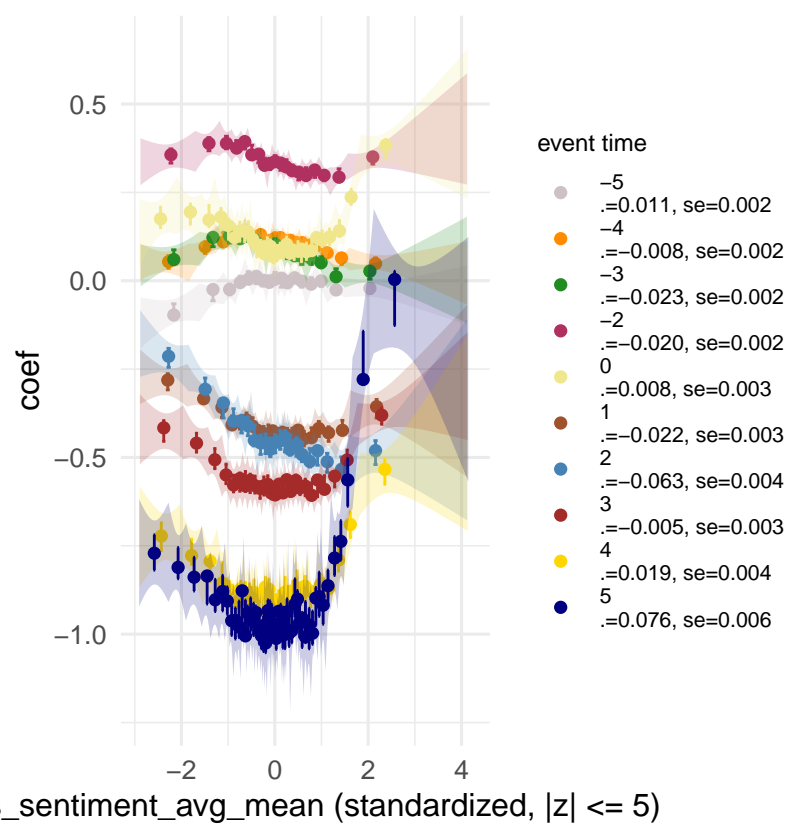 0.5
0.0
−0.5
−1.0
coef
−2 0 2 4
_sentiment_avg_mean (standardized, |z| <= 5)
event time
−5
.=0.011, se=0.002
−4
.=−0.008, se=0.002
−3
.=−0.023, se=0.002
−2
.=−0.020, se=0.002
0
.=0.008, se=0.003
1
.=−0.022, se=0.003
2
.=−0.063, se=0.004
3
.=−0.005, se=0.003
4
.=0.019, se=0.004
5
.=0.076, se=0.006